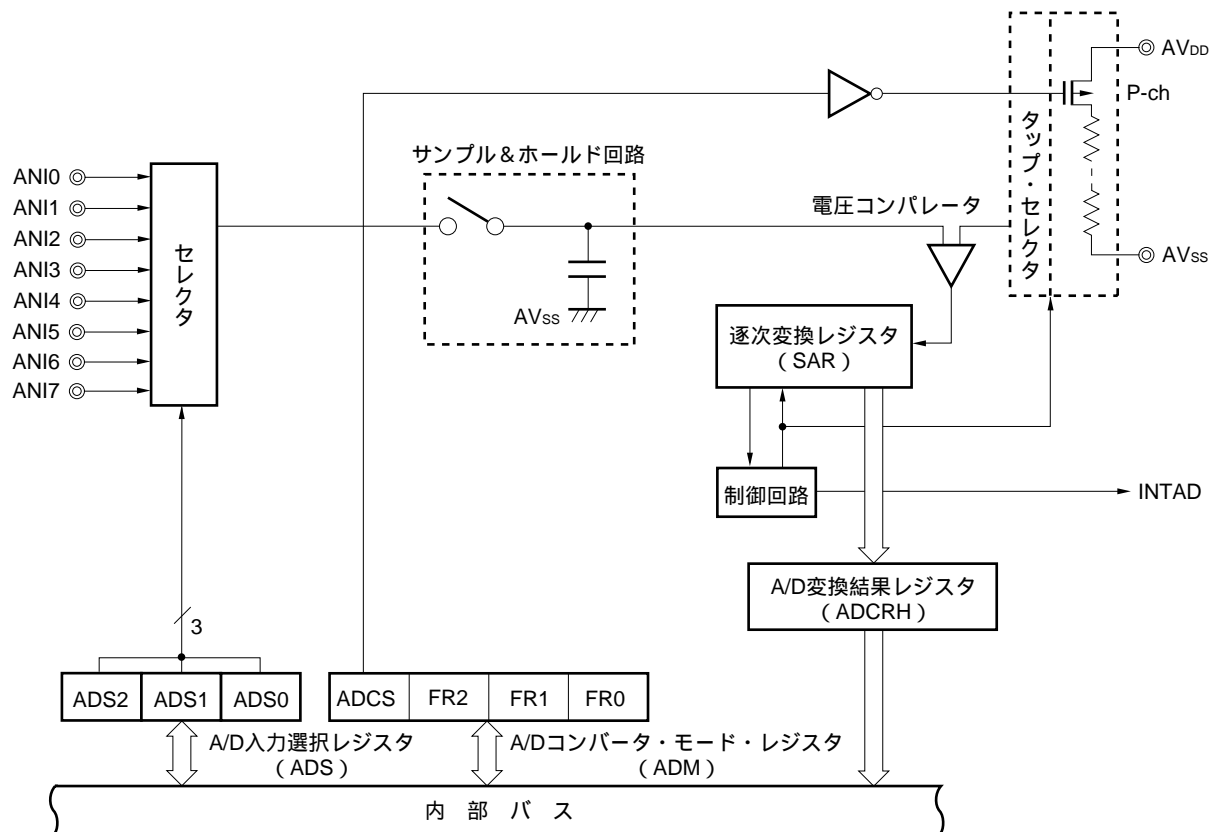 AVDD
P-ch
タップ・セレクタ
サンプル＆ホールド回路
ANI0
ANI1
ANI2
ANI3
ANI4
ANI5
ANI6
ANI7
セレクタ
電圧コンパレータ
AVSS
AVSS
逐次変換レジスタ
（SAR）
制御回路
INTAD
A/D変換結果レジスタ
（ADCRH）
3
ADS2 ADS1 ADS0
ADCS FR2 FR1 FR0
A/D入力選択レジスタ
（ADS）
A/Dコンバータ・モード・レジスタ
（ADM）
内 部 バ ス